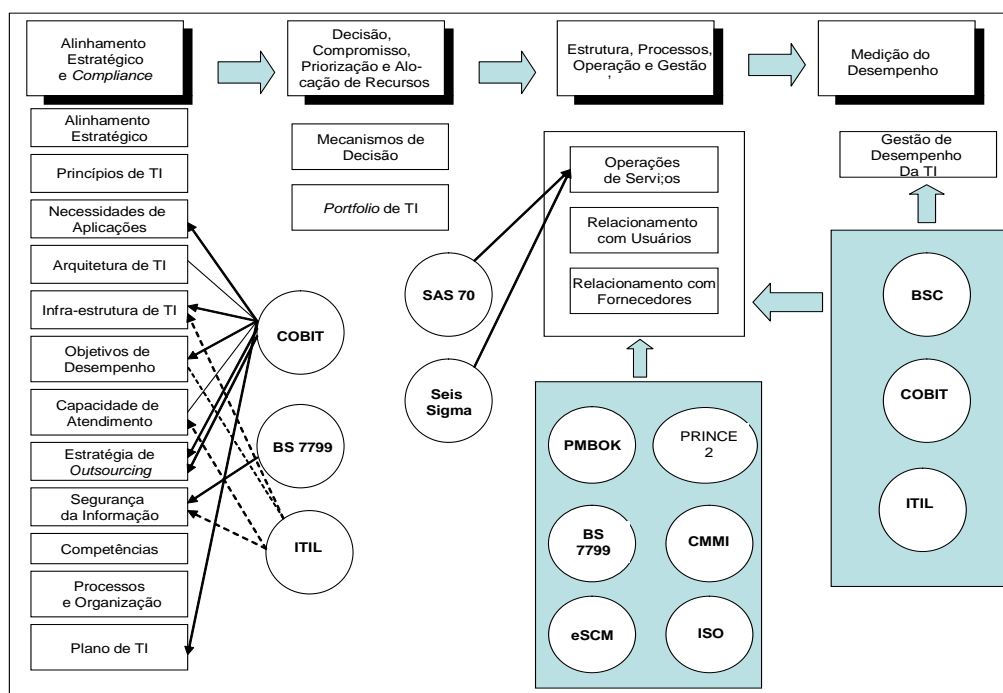 Alinhamento
Estratégico
e Compliance
Decisão,
Compromisso,
Priorização e Alo-
cação de Recursos
Estrutura, Processos,
Operação e Gestão
’
Medição do
Desempenho
Alinhamento
Estratégico
Princípios de TI
Necessidades de
Aplicações
Arquitetura de TI
Infra-estrutura de TI
Objetivos de
Desempenho
Capacidade de
Atendimento
Estratégia de
Outsourcing
Segurança
da Informação
Competências
Processos
e Organização
Plano de TI
Mecanismos de
Decisão
Portfolio de TI
COBIT
BS 7799
ITIL
SAS 70
Seis
Sigma
Operações
de Servi;os
Relacionamento
com Usuários
Relacionamento com
Fornecedores
PMBOK
PRINCE
2
BS
7799
CMMI
eSCM
ISO
Gestão de
Desempenho
Da TI
BSC
COBIT
ITIL